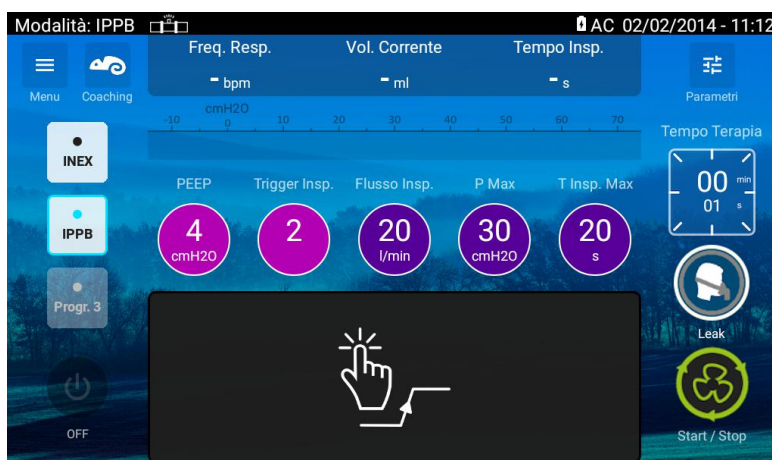 Modalità: IPPB
AC 02/02/2014 - 11:12
Menu
Coaching
Freq. Resp.
- bpm
Vol. Corrente
- ml
Tempo Insp.
- s
Parametri
cmH2O
-10 0 10 20 30 40 50 60 70
INEX
IPPB
Progr. 3
OFF
PEEP
4
cmH2O
Trigger Insp.
2
Flusso Insp.
20
l/min
P Max
30
cmH2O
T Insp. Max
20
s
Tempo Terapia
00 min
01 s
Leak
Start / Stop